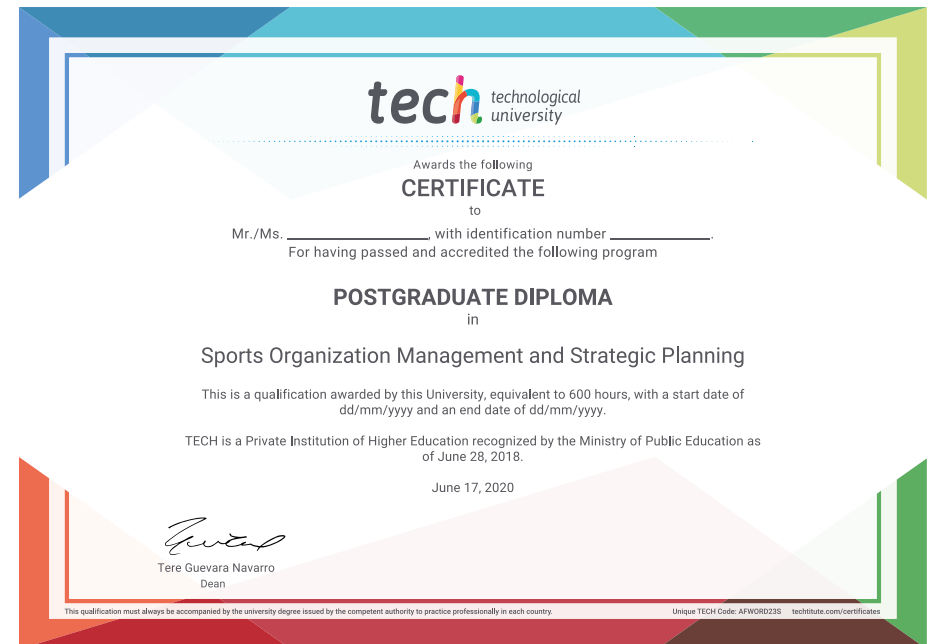 tech technological
university
Awards the following
CERTIFICATE
to
Mr./Ms. ____________________, with identification number ______________.
For having passed and accredited the following program
POSTGRADUATE DIPLOMA
in
Sports Organization Management and Strategic Planning
This is a qualification awarded by this University, equivalent to 600 hours, with a start date of
dd/mm/yyyy and an end date of dd/mm/yyyy.
TECH is a Private Institution of Higher Education recognized by the Ministry of Public Education as
of June 28, 2018.
June 17, 2020
Tere Guevara Navarro
Dean
This qualification must always be accompanied by the university degree issued by the competent authority to practice professionally in each country. Unique TECH Code: AFWORD23S techtitute.com/certificates